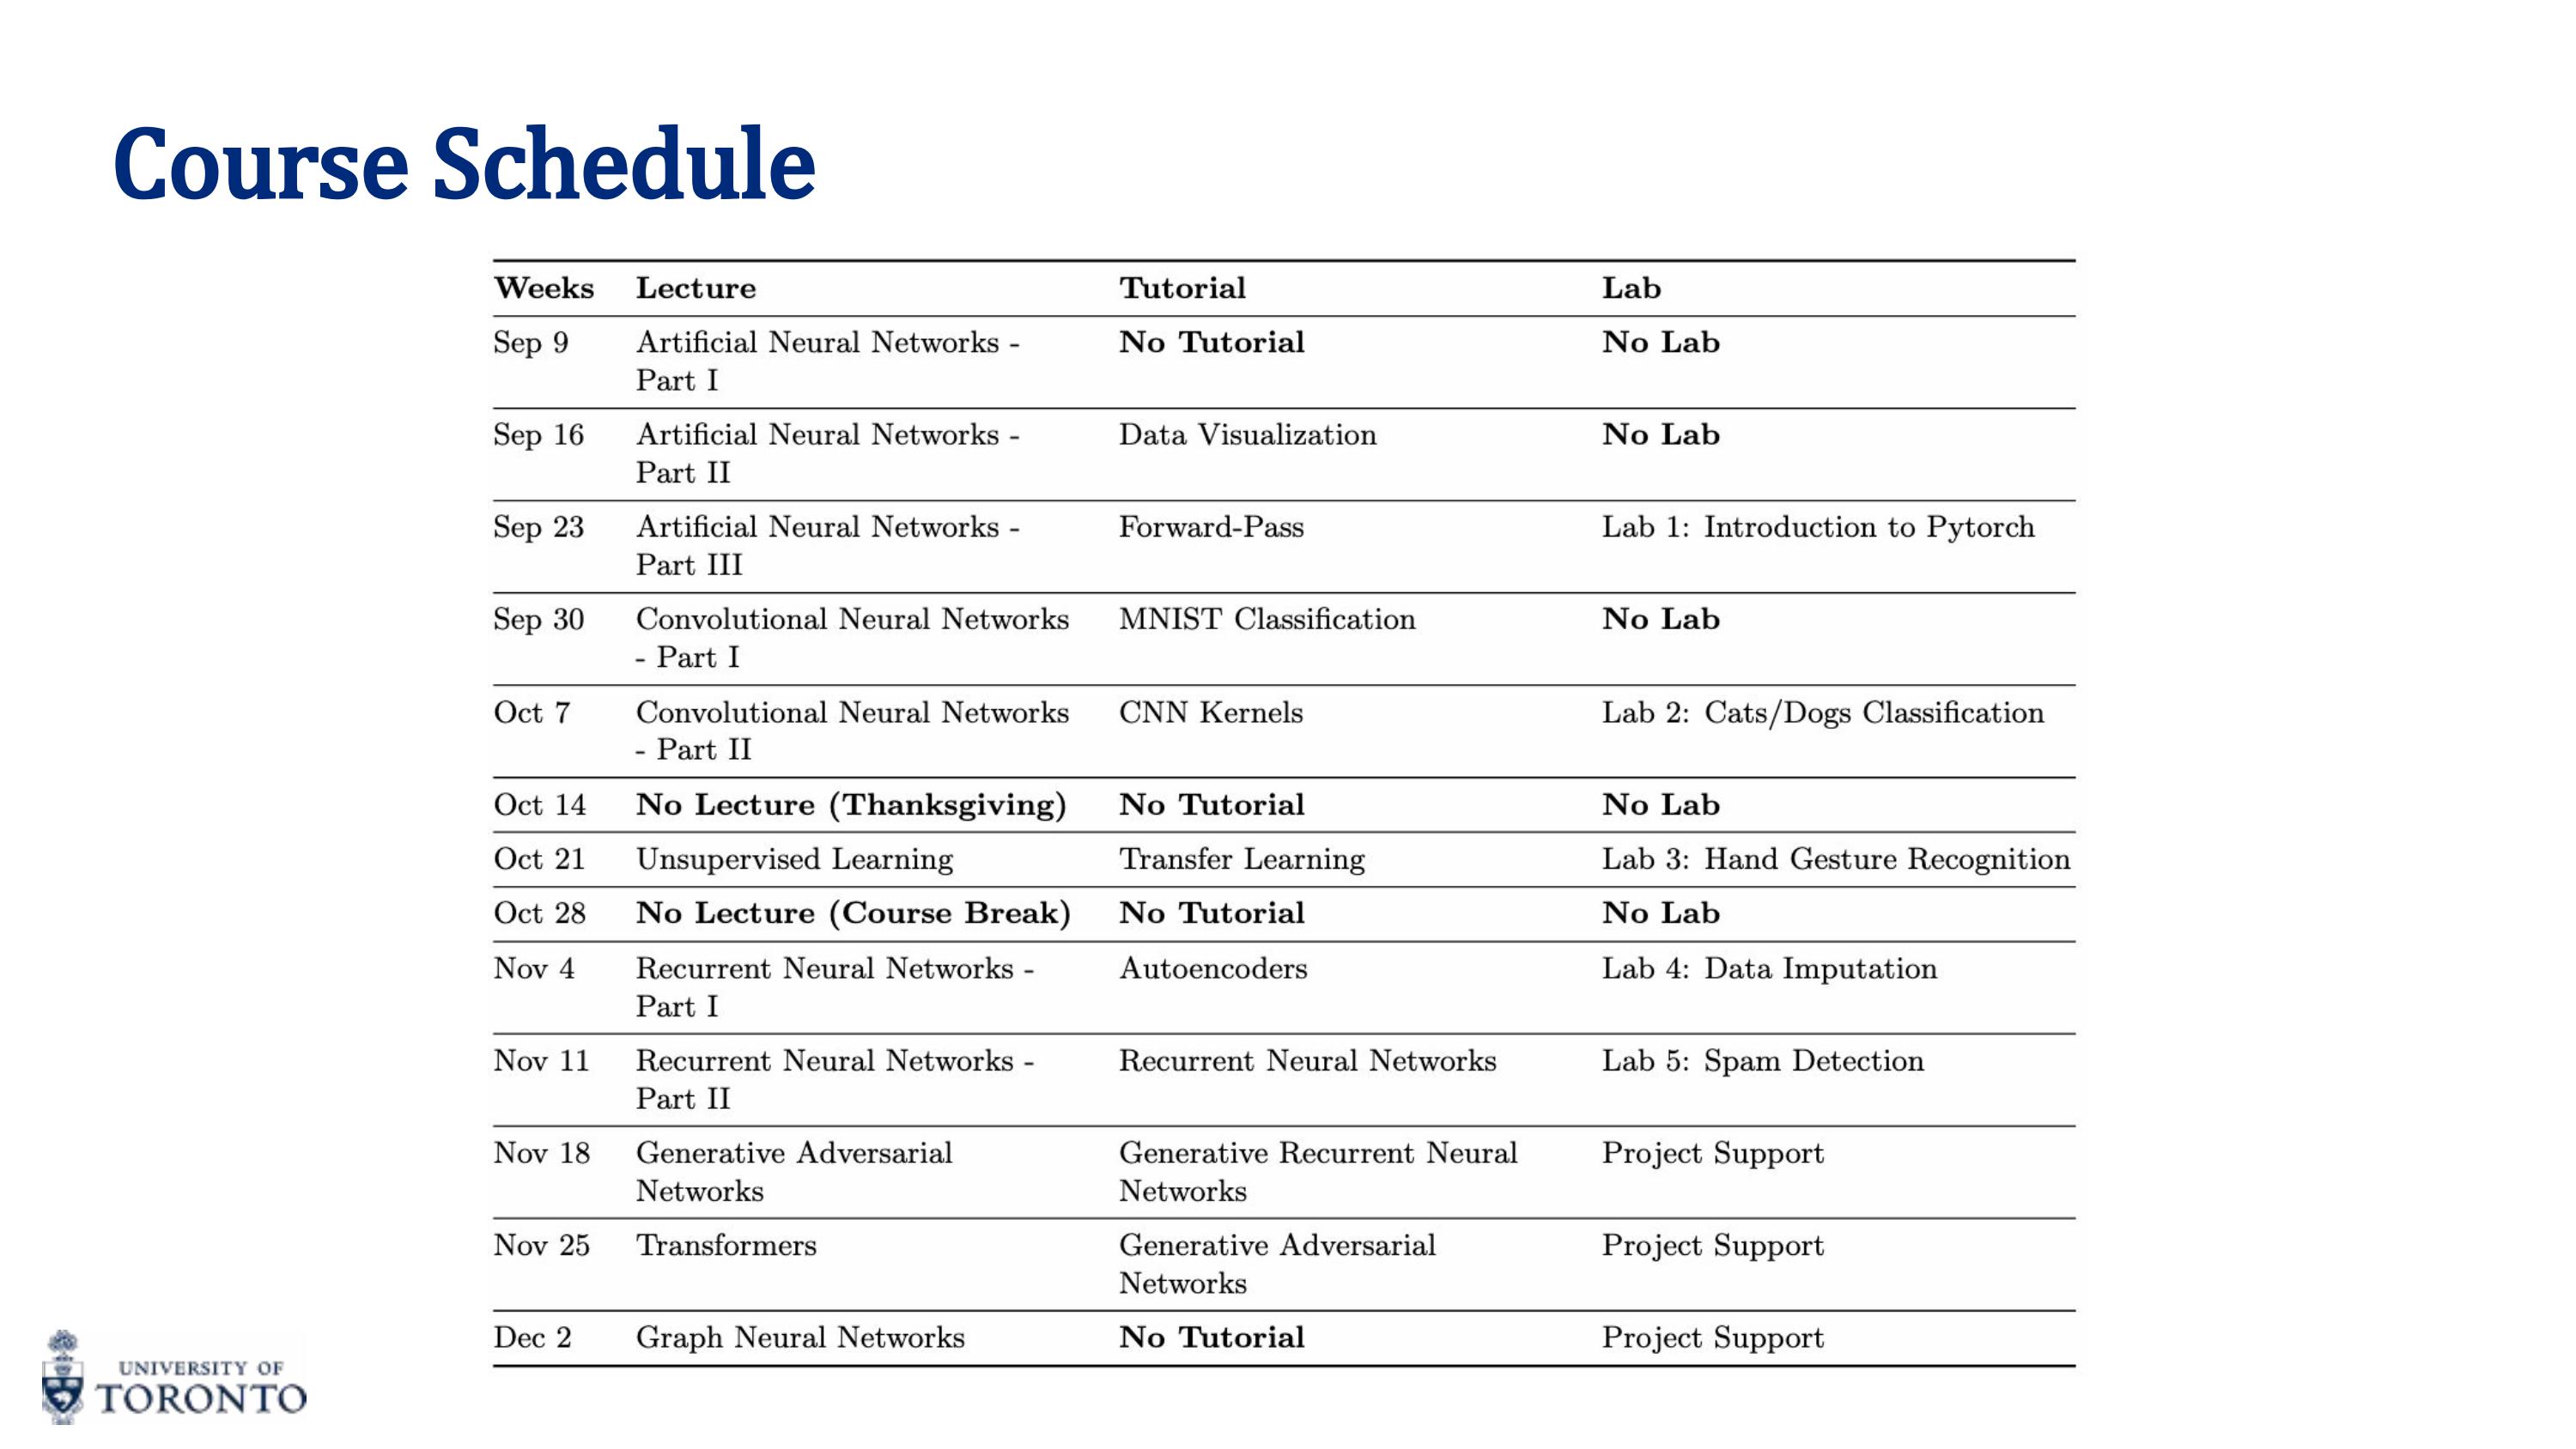 Course Schedule
Weeks Lecture Tutorial Lab
Sep 9 Artificial Neural Networks - No Tutorial No Lab
Part I
Sep 16 Artificial Neural Networks - Data Visualization No Lab
Part II
Sep 23 Artificial Neural Networks - Forward-Pass Lab 1: Introduction to Pytorch
Part III
Sep 30 Convolutional Neural Networks MNIST Classification No Lab
- Part I
Oct 7 Convolutional Neural Networks CNN Kernels Lab 2: Cats/Dogs Classification
- Part II
Oct 14 No Lecture (Thanksgiving) No Tutorial No Lab
Oct 21 Unsupervised Learning Transfer Learning Lab 3: Hand Gesture Recognition
Oct 28 No Lecture (Course Break) No Tutorial No Lab
Nov 4 Recurrent Neural Networks - Autoencoders Lab 4: Data Imputation
Part I
Nov 11 Recurrent Neural Networks - Recurrent Neural Networks Lab 5: Spam Detection
Part II
Nov 18 Generative Adversarial Generative Recurrent Neural Project Support
Networks Networks
Nov 25 Transformers Generative Adversarial Project Support
Networks
Dec 2 Graph Neural Networks No Tutorial Project Support
UNIVERSITY OF
TORONTO